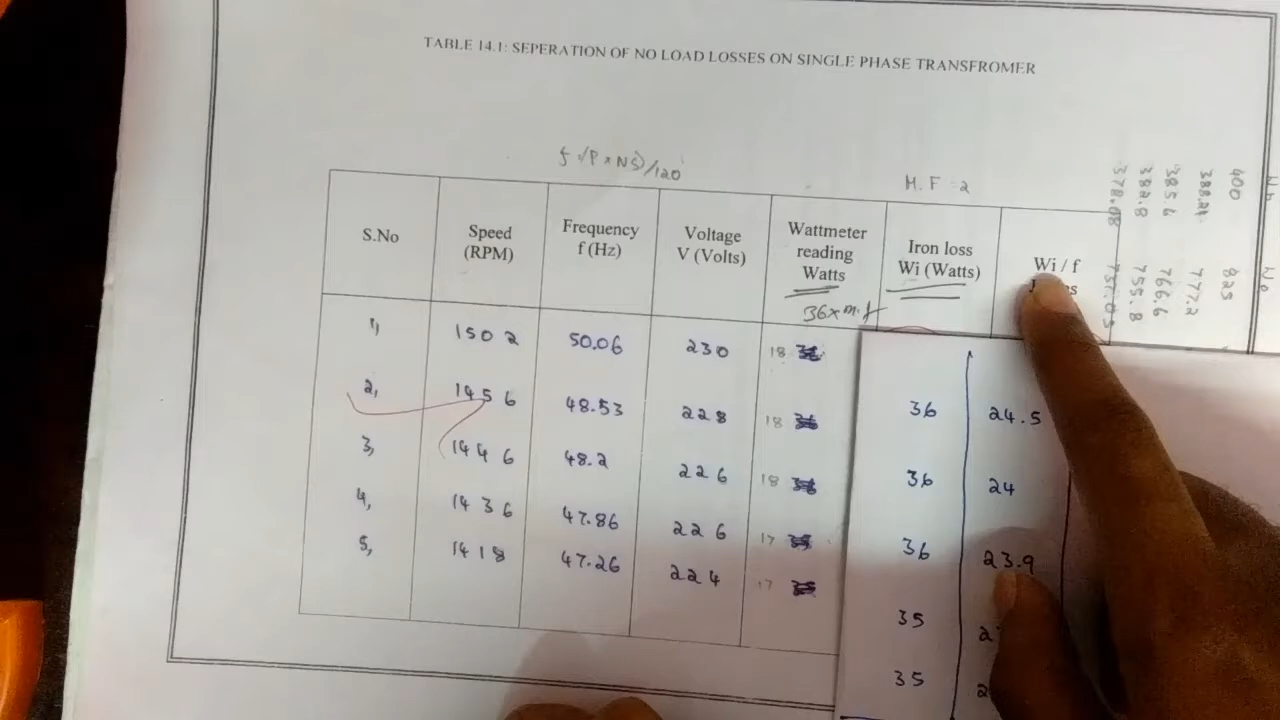 TABLE 14.1: SEPERATION OF NO LOAD LOSSES ON SINGLE PHASE TRANSFROMER
f √(P x NS)/120
M.F = 2
S.No
Speed
(RPM)
Frequency
f (Hz)
Voltage
V (Volts)
Wattmeter
reading
Watts
36 x m.f
Iron loss
Wi (Watts)
Wi / f
1, 1502 50.06 230 18
2, 1456 48.53 228 18
3, 1446 48.2 226 18
4, 1436 47.86 226 17
5, 1418 47.26 224 17
36 24.5
36 24
36 23.9
35
35
400 825
388.21 777.2
385.6 766.6
382.8 755.8